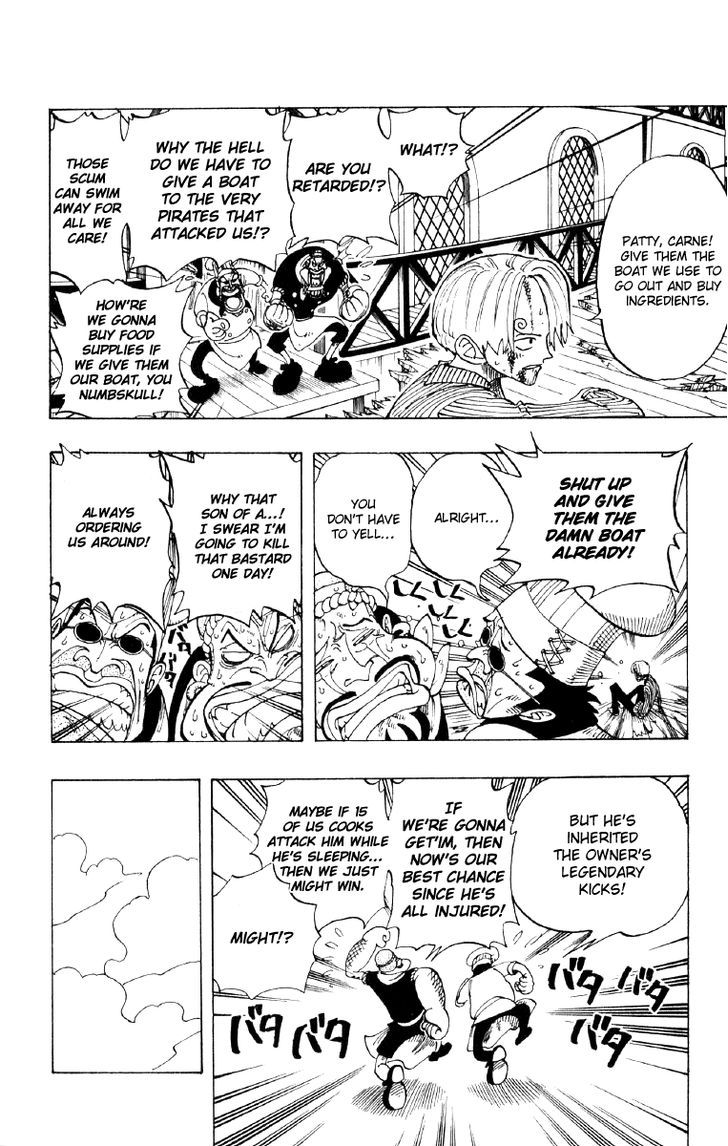 PATTY, CARNE!
GIVE THEM THE
BOAT WE USE TO
GO OUT AND BUY
INGREDIENTS.
WHAT!?
ARE YOU
RETARDED!?
WHY THE HELL
DO WE HAVE TO
GIVE A BOAT
TO THE VERY
PIRATES THAT
ATTACKED US!?
THOSE
SCUM
CAN SWIM
AWAY FOR
ALL WE
CARE!
HOW'RE
WE GONNA
BUY FOOD
SUPPLIES IF
WE GIVE THEM
OUR BOAT, YOU
NUMBSKULL!
SHUT UP
AND GIVE
THEM THE
DAMN BOAT
ALREADY!
ALRIGHT...
YOU
DON'T HAVE
TO YELL...
WHY THAT
SON OF A...!
I SWEAR I'M
GOING TO KILL
THAT BASTARD
ONE DAY!
ALWAYS
ORDERING
US AROUND!
バタ
バタ
BUT HE'S
INHERITED
THE OWNER'S
LEGENDARY
KICKS!
IF
WE'RE GONNA
GET'IM, THEN
NOW'S OUR
BEST CHANCE
SINCE HE'S
ALL INJURED!
MAYBE IF 15
OF US COOKS
ATTACK HIM WHILE
HE'S SLEEPING...
THEN WE JUST
MIGHT WIN.
MIGHT!?
バタ
バタ
バタ
バタ
バタ
バタ